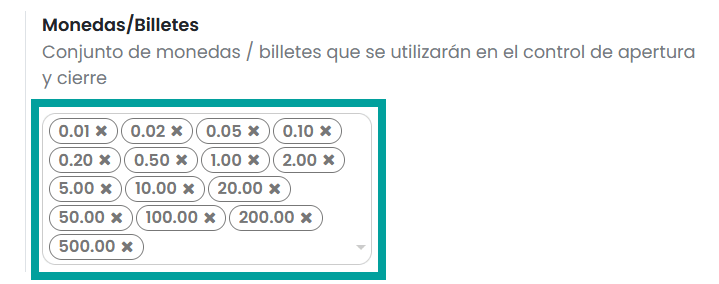 Monedas/Billetes
Conjunto de monedas / billetes que se utilizarán en el control de apertura
y cierre
0.01 ✖ 0.02 ✖ 0.05 ✖ 0.10 ✖
0.20 ✖ 0.50 ✖ 1.00 ✖ 2.00 ✖
5.00 ✖ 10.00 ✖ 20.00 ✖
50.00 ✖ 100.00 ✖ 200.00 ✖
500.00 ✖